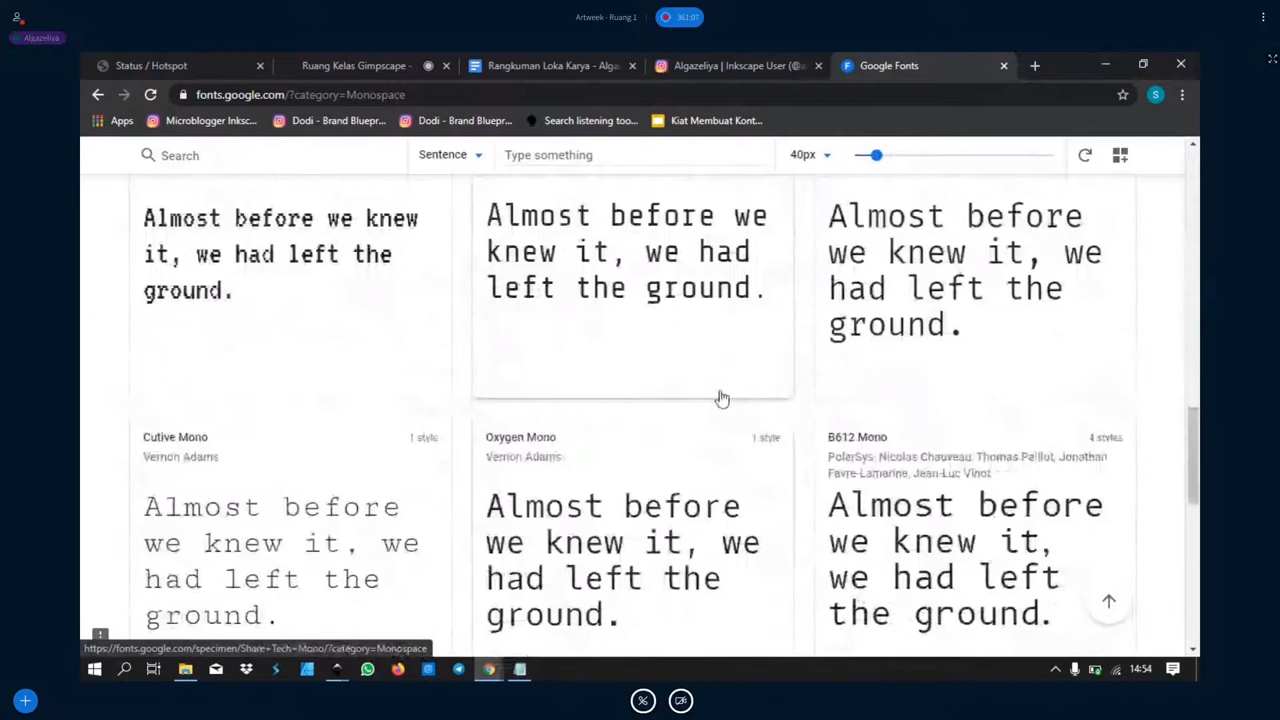 Artweek - Ruang 1
361:07
Algazeliya
Status / Hotspot
Ruang Kelas Gimpscape -
Rangkuman Loka Karya - Alga
Algazeliya | Inkscape User (@a
Google Fonts
fonts.google.com/?category=Monospace
Apps
Microblogger Inksc...
Dodi - Brand Bluepr...
Dodi - Brand Bluepr...
Search listening too...
Kiat Membuat Kont...
Search
Sentence
Type something
40px
Almost before we knew
it, we had left the
ground.
Almost before we
knew it, we had
left the ground.
Almost before
we knew it, we
had left the
ground.
Cutive Mono
1 style
Vernon Adams
Almost before
we knew it, we
had left the
ground.
Oxygen Mono
1 style
Vernon Adams
Almost before
we knew it, we
had left the
ground.
B612 Mono
4 styles
PolarSys, Nicolas Chauveau, Thomas Paillot, Jonathan
Favre-Lamarine, Jean-Luc Vinot
Almost before
we knew it,
we had left
the ground.
https://fonts.google.com/specimen/Share+Tech+Mono/?category=Monospace
14:54